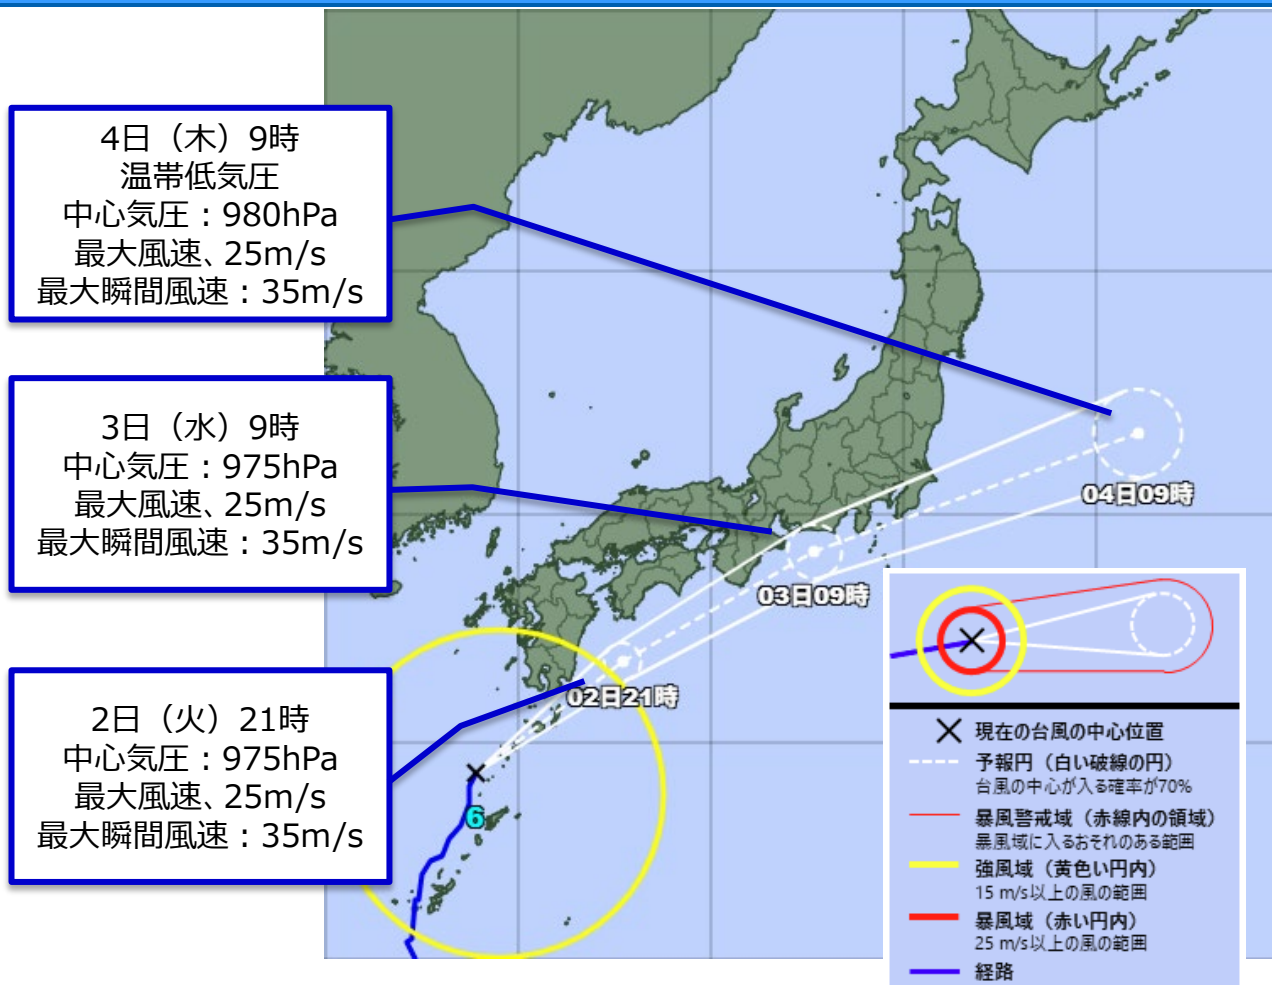 4日（木）9時
温帯低気圧
中心気圧：980hPa
最大風速、25m/s
最大瞬間風速：35m/s
3日（水）9時
中心気圧：975hPa
最大風速、25m/s
最大瞬間風速：35m/s
2日（火）21時
中心気圧：975hPa
最大風速、25m/s
最大瞬間風速：35m/s
04日09時
03日09時
02日21時
6
現在の台風の中心位置
予報円（白い破線の円）
台風の中心が入る確率が70%
暴風警戒域（赤線内の領域）
暴風域に入るおそれのある範囲
強風域（黄色い円内）
15 m/s以上の風の範囲
暴風域（赤い円内）
25 m/s以上の風の範囲
経路